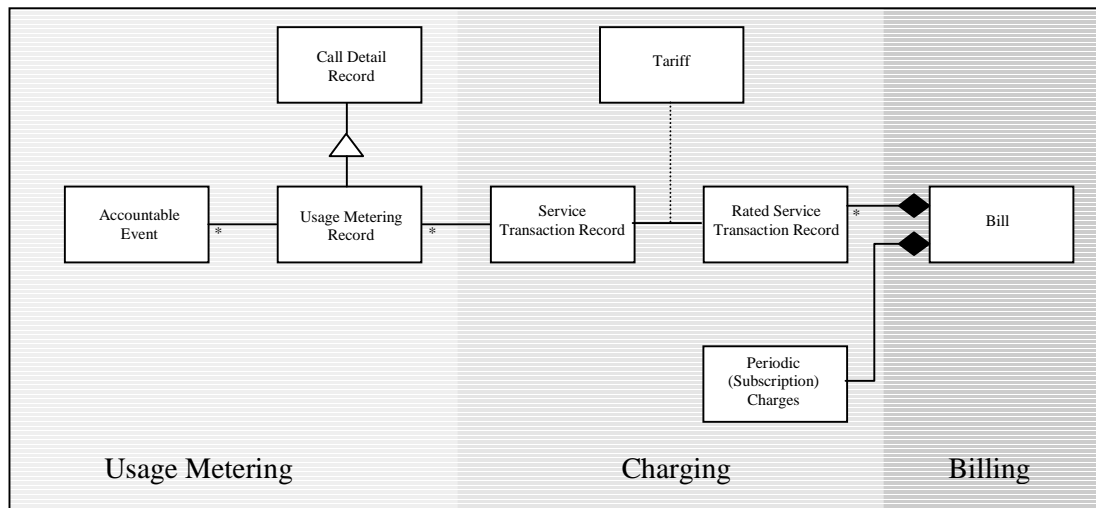 Call Detail
Record
Tariff
Accountable
Event
*
Usage Metering
Record
*
Service
Transaction Record
Rated Service
Transaction Record
*
Bill
Periodic
(Subscription)
Charges
Usage Metering
Charging
Billing